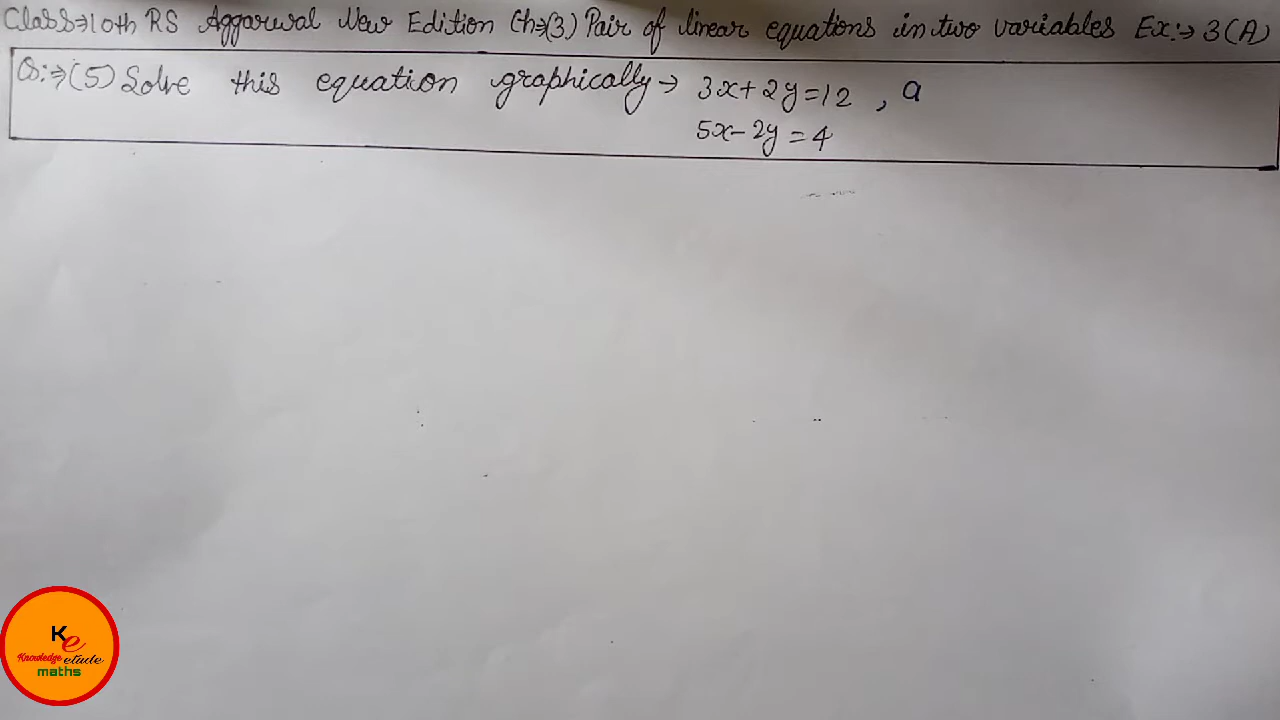 Class→10th RS Aggarwal New Edition Ch→(3) Pair of linear equations in two variables Ex:→ 3(A)
Q:→(5) Solve this equation graphically→ 3x+2y=12 , a
5x-2y=4
Ke
Knowledge etade
maths